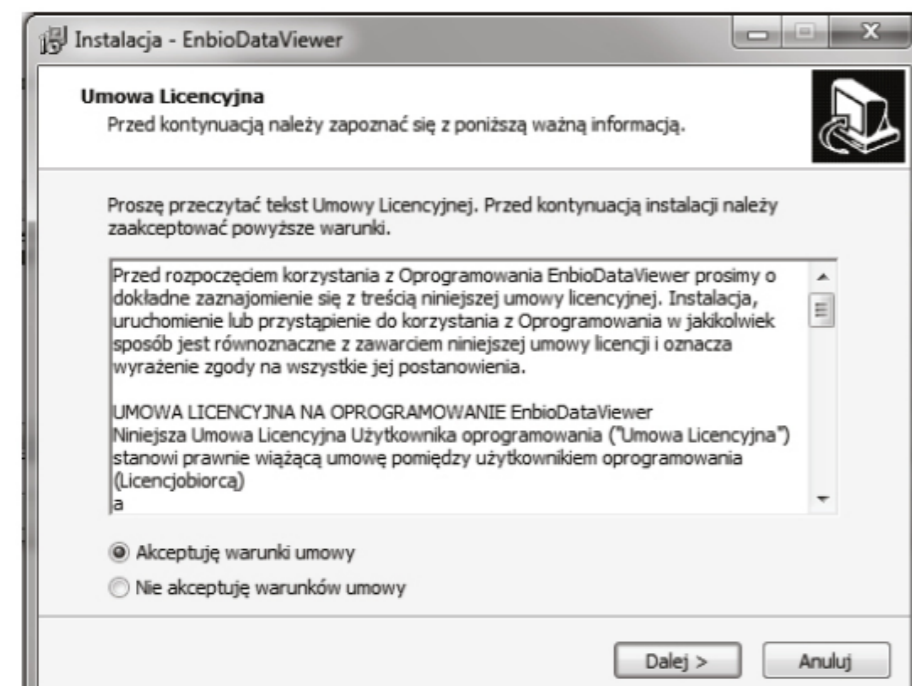 Instalacja - EnbioDataViewer
Umowa Licencyjna
Przed kontynuacją należy zapoznać się z poniższą ważną informacją.
Proszę przeczytać tekst Umowy Licencyjnej. Przed kontynuacją instalacji należy
zaakceptować powyższe warunki.
Przed rozpoczęciem korzystania z Oprogramowania EnbioDataViewer prosimy o
dokładne zaznajomienie się z treścią niniejszej umowy licencyjnej. Instalacja,
uruchomienie lub przystąpienie do korzystania z Oprogramowania w jakikolwiek
sposób jest równoznaczne z zawarciem niniejszej umowy licencji i oznacza
wyrażenie zgody na wszystkie jej postanowienia.
UMOWA LICENCYJNA NA OPROGRAMOWANIE EnbioDataViewer
Niniejsza Umowa Licencyjna Użytkownika oprogramowania ("Umowa Licencyjna")
stanowi prawnie wiążącą umowę pomiędzy użytkownikiem oprogramowania
(Licencjobiorcą)
a
Akceptuję warunki umowy
Nie akceptuję warunków umowy
Dalej > Anuluj